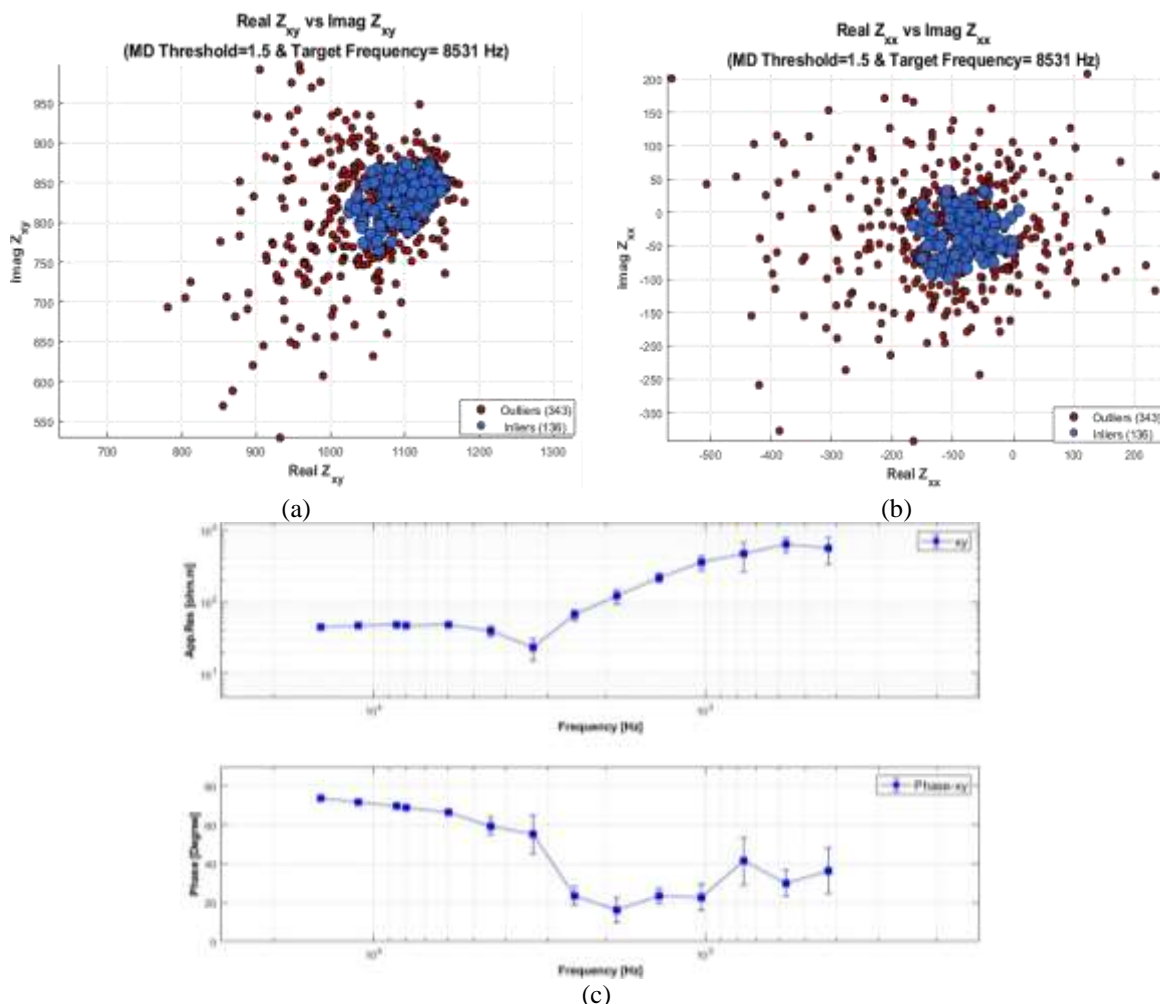 Real Z_xy vs Imag Z_xy
(MD Threshold=1.5 & Target Frequency= 8531 Hz)
950
900
850
800
750
700
650
600
550
Imag Z_xy
Outliers (343)
Inliers (136)
700 800 900 1000 1100 1200 1300
Real Z_xy
(a)
Real Z_xx vs Imag Z_xx
(MD Threshold=1.5 & Target Frequency= 8531 Hz)
200
150
100
50
0
-50
-100
-150
-200
-250
-300
Imag Z_xx
Outliers (343)
Inliers (136)
-500 -400 -300 -200 -100 0 100 200
Real Z_xx
(b)
xy
App.Res [ohm.m]
Frequency [Hz]
Phase-xy
60
40
20
0
Phase [Degree]
Frequency [Hz]
(c)